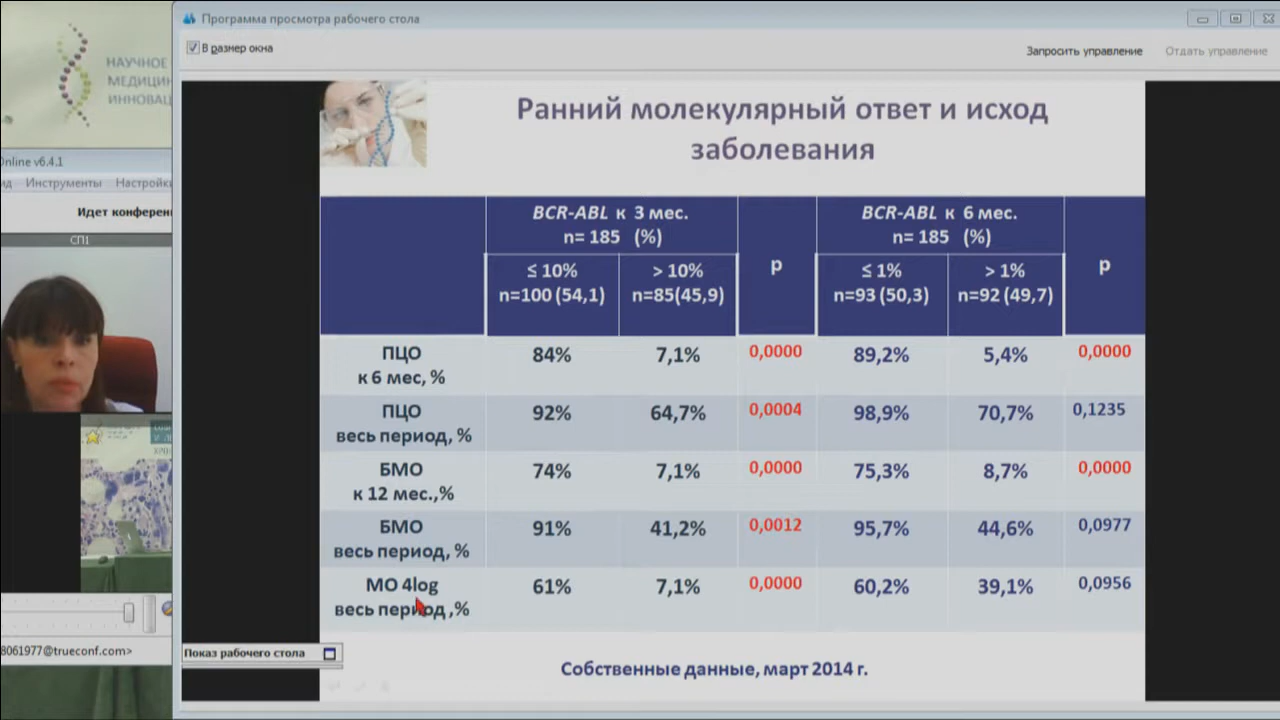 Программа просмотра рабочего стола
В размер окна
Запросить управление
Отдать управление
НАУЧНОЕ
Online v6.4.1
Инструменты
СП1
Ранний молекулярный ответ и исход
заболевания
BCR-ABL к 3 мес.
n= 185 (%)
p
BCR-ABL к 6 мес.
n= 185 (%)
p
≤ 10%
n=100 (54,1)
> 10%
n=85(45,9)
≤ 1%
n=93 (50,3)
> 1%
n=92 (49,7)
ПЦО
к 6 мес, %
84%
7,1%
0,0000
89,2%
5,4%
0,0000
ПЦО
весь период, %
92%
64,7%
0,0004
98,9%
70,7%
0,1235
БМО
к 12 мес.,%
74%
7,1%
0,0000
75,3%
8,7%
0,0000
БМО
весь период, %
91%
41,2%
0,0012
95,7%
44,6%
0,0977
МО 4log
весь период ,%
61%
7,1%
0,0000
60,2%
39,1%
0,0956
8061977@trueconf.com>
Показ рабочего стола
Собственные данные, март 2014 г.